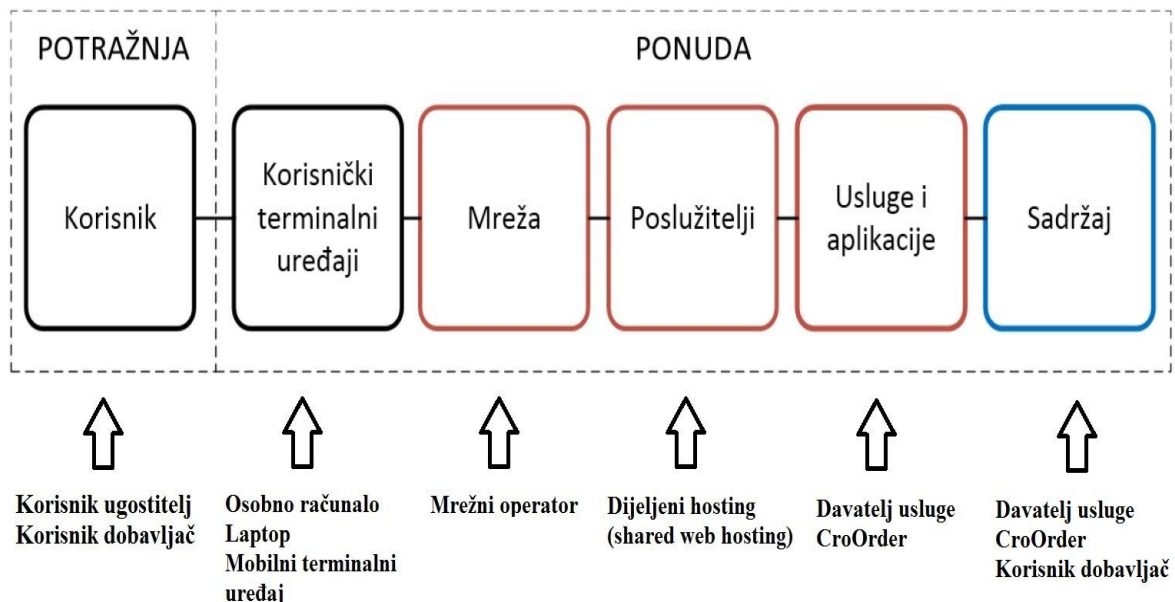 POTRAŽNJA
PONUDA
Korisnik
Korisnički
terminalni
uređaji
Mreža
Poslužitelji
Usluge i
aplikacije
Sadržaj
Korisnik ugostitelj
Korisnik dobavljač
Osobno računalo
Laptop
Mobilni terminalni
uređaj
Mrežni operator
Dijeljeni hosting
(shared web hosting)
Davatelj usluge
CroOrder
Davatelj usluge
CroOrder
Korisnik dobavljač